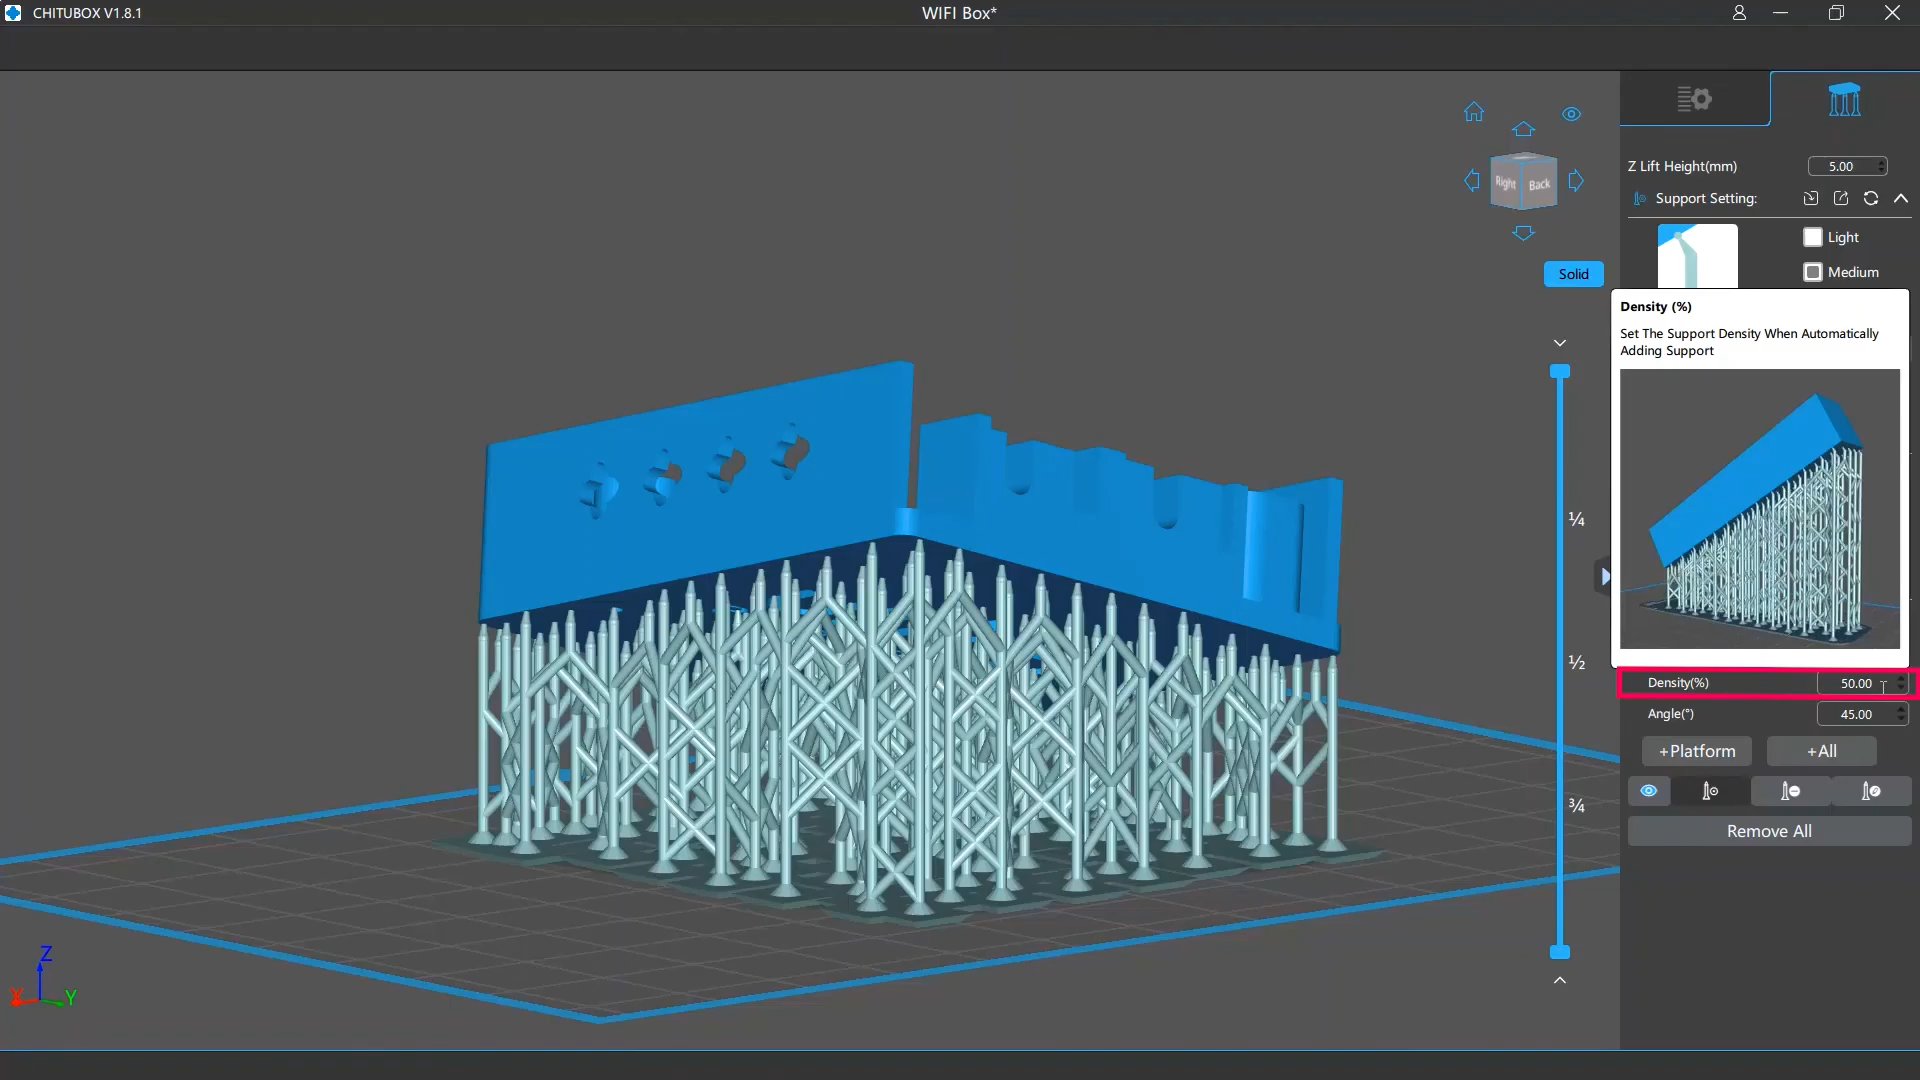 CHITUBOX V1.8.1
WIFI Box*
Z Lift Height(mm)
5.00
Support Setting:
Light
Medium
Right
Back
Solid
Density (%)
Set The Support Density When Automatically
Adding Support
¼
½
¾
Density(%)
50.00
Angle(°)
45.00
+Platform
+All
Remove All
Z
X
Y